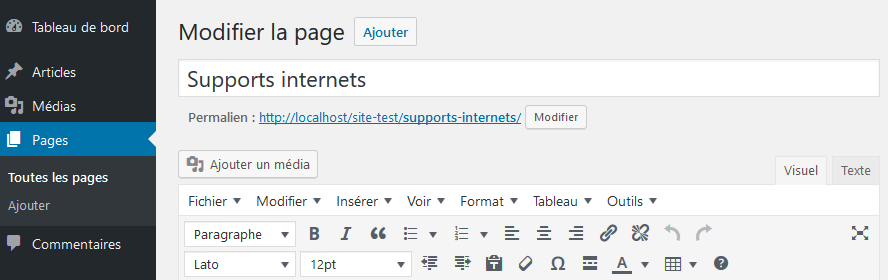 Tableau de bord
Articles
Médias
Pages
Toutes les pages
Ajouter
Commentaires
Modifier la page Ajouter
Supports internets
Permalien : http://localhost/site-test/supports-internets/ Modifier
Ajouter un média Visuel Texte
Fichier Modifier Insérer Voir Format Tableau Outils
Paragraphe B I
Lato 12pt Ω A